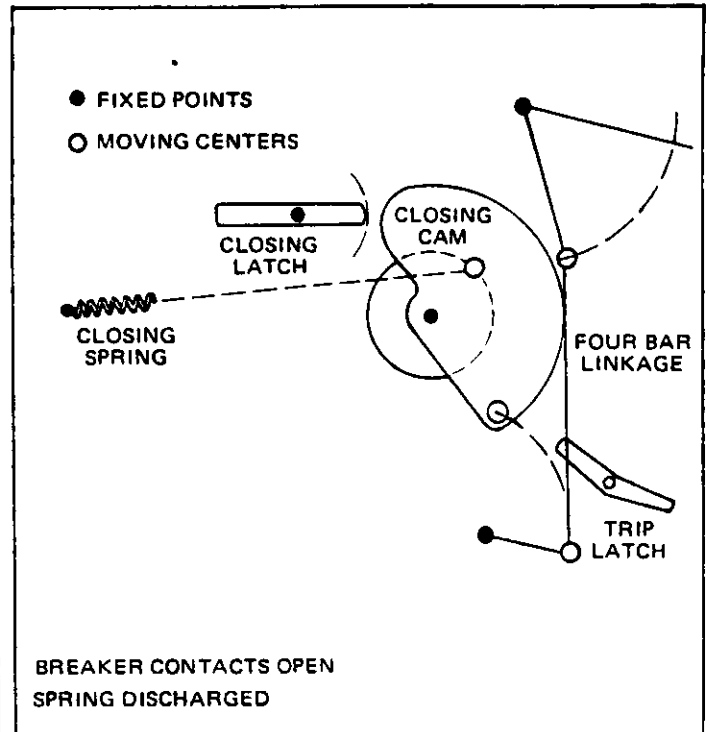 FIXED POINTS
MOVING CENTERS
CLOSING
LATCH
CLOSING
CAM
CLOSING
SPRING
FOUR BAR
LINKAGE
TRIP
LATCH
BREAKER CONTACTS OPEN
SPRING DISCHARGED